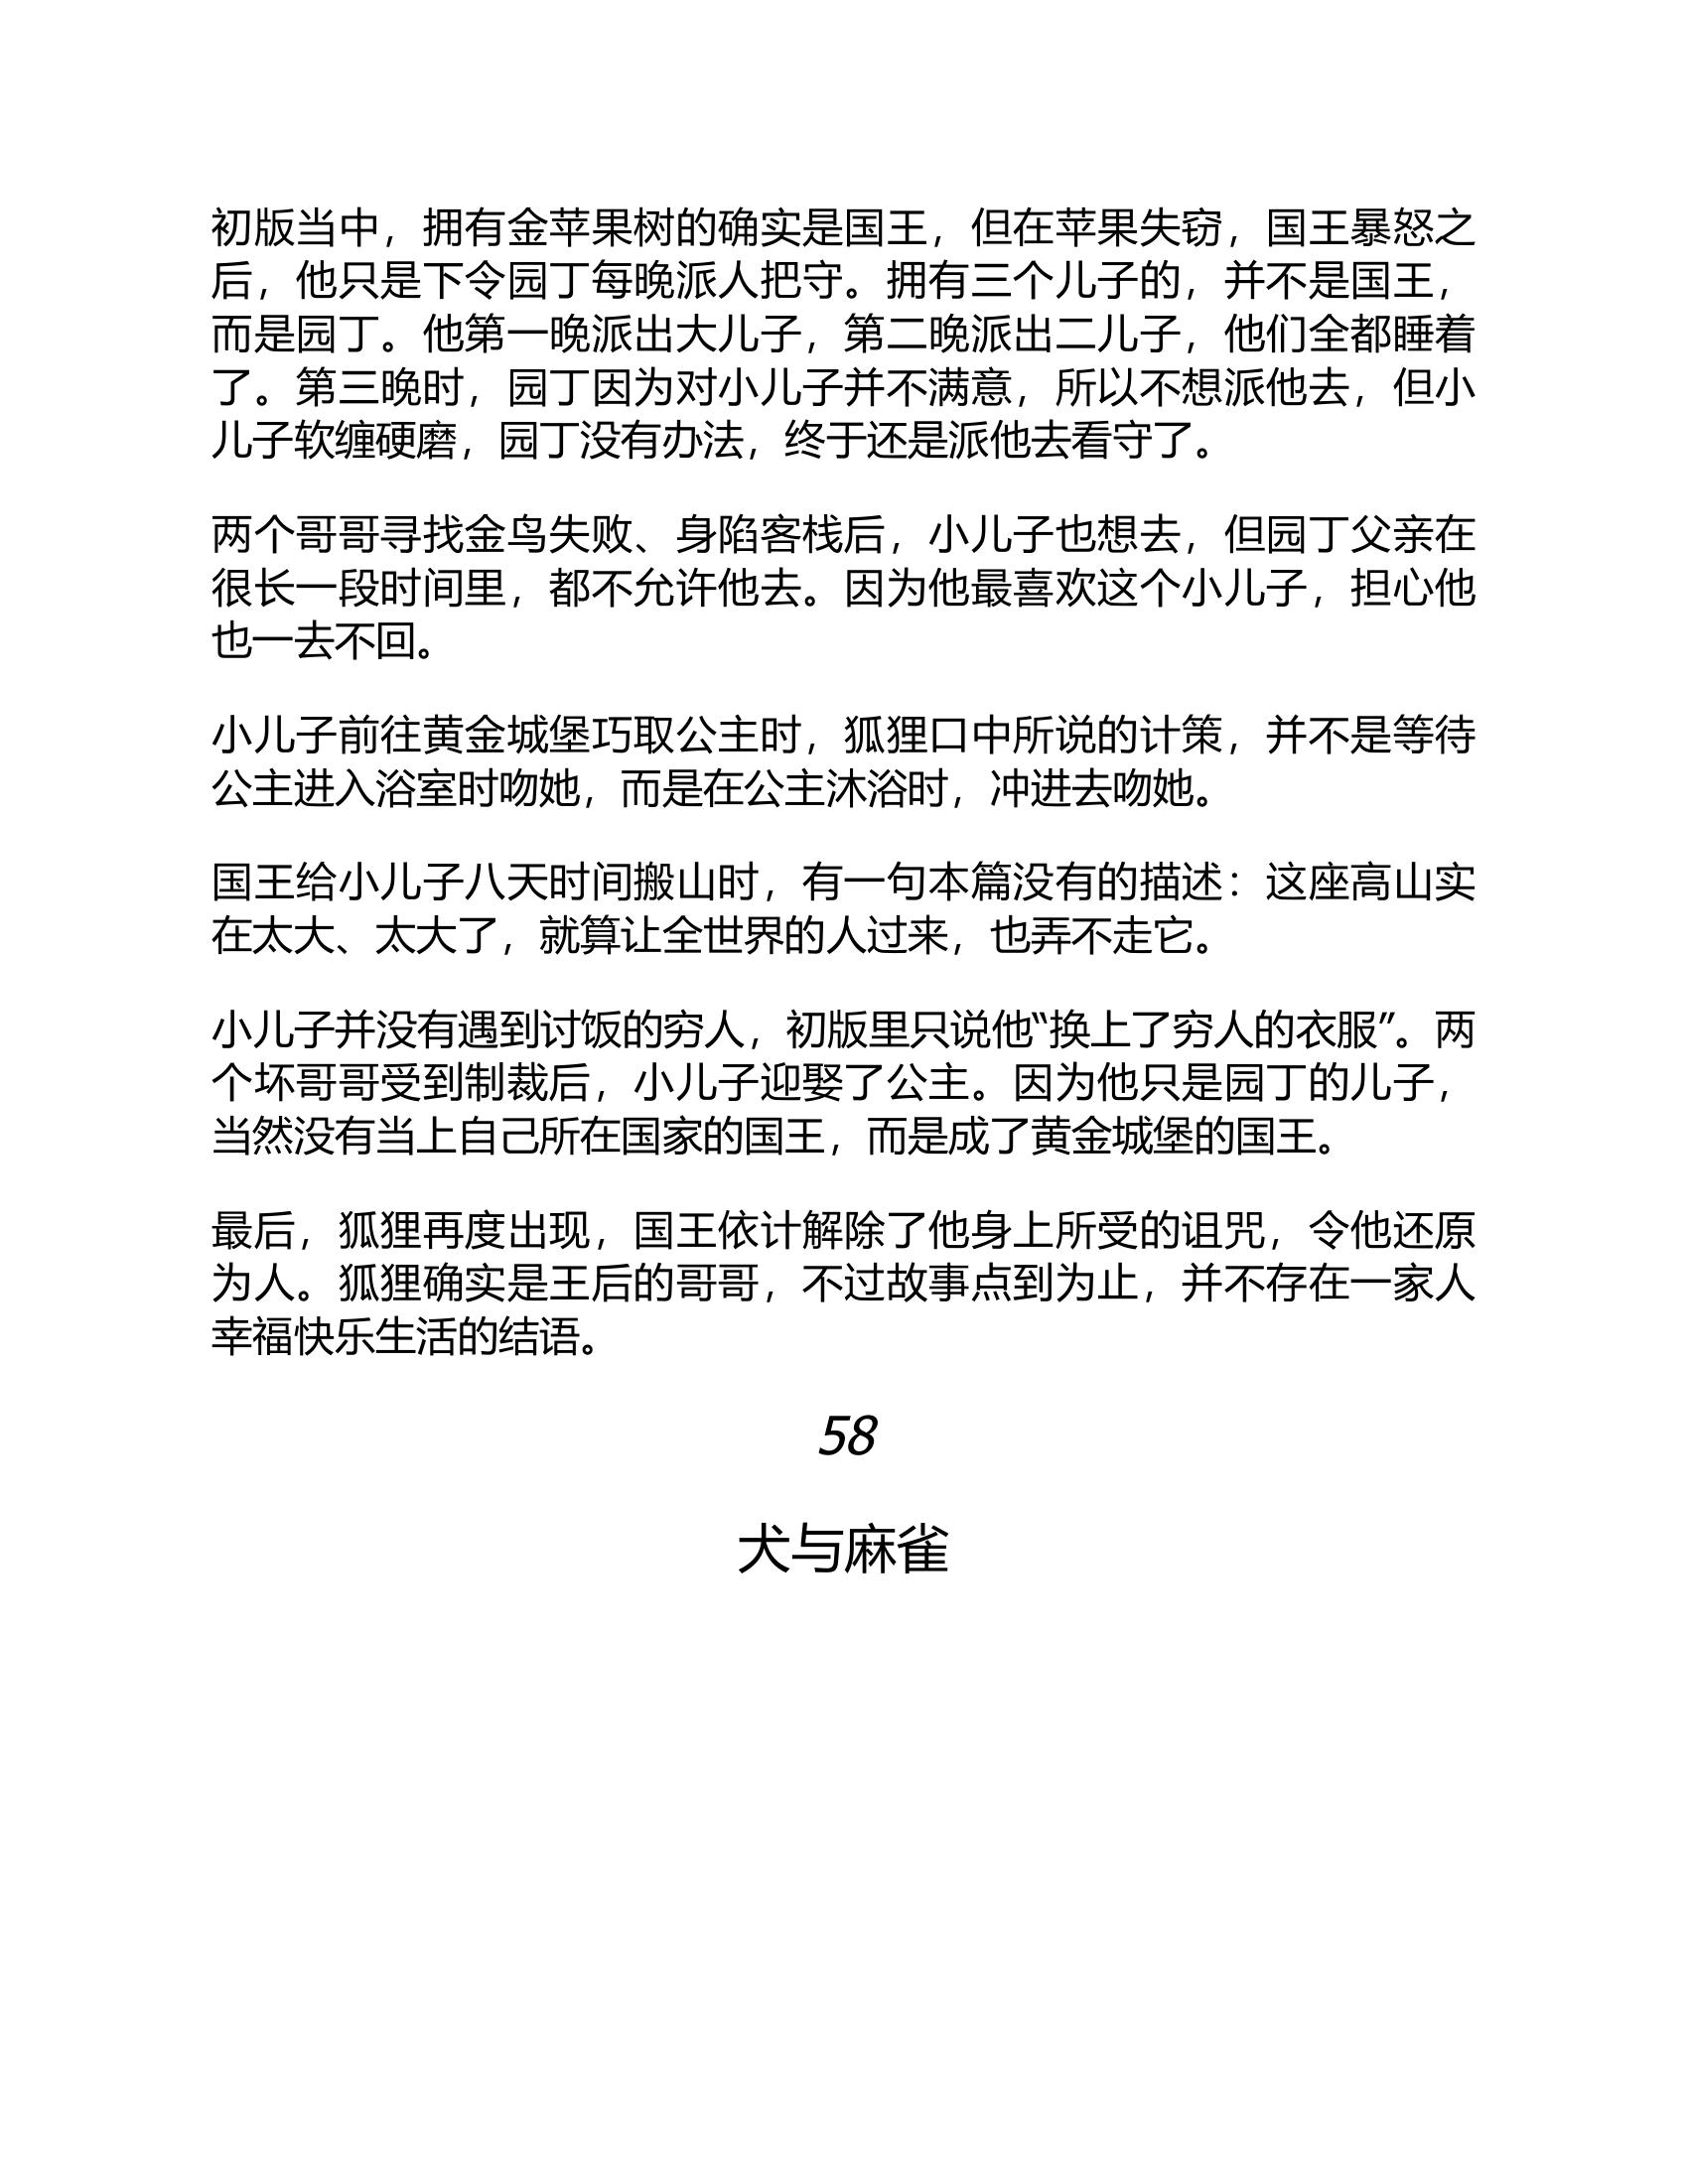 初版当中，拥有金苹果树的确实是国王，但在苹果失窃，国王暴怒之
后，他只是下令园丁每晚派人把守。拥有三个儿子的，并不是国王，
而是园丁。他第一晚派出大儿子，第二晚派出二儿子，他们全都睡着
了。第三晚时，园丁因为对小儿子并不满意，所以不想派他去，但小
儿子软缠硬磨，园丁没有办法，终于还是派他去看守了。
两个哥哥寻找金鸟失败、身陷客栈后，小儿子也想去，但园丁父亲在
很长一段时间里，都不允许他去。因为他最喜欢这个小儿子，担心他
也一去不回。
小儿子前往黄金城堡巧取公主时，狐狸口中所说的计策，并不是等待
公主进入浴室时吻她，而是在公主沐浴时，冲进去吻她。
国王给小儿子八天时间搬山时，有一句本篇没有的描述：这座高山实
在太大、太大了，就算让全世界的人过来，也弄不走它。
小儿子并没有遇到讨饭的穷人，初版里只说他“换上了穷人的衣服”。两
个坏哥哥受到制裁后，小儿子迎娶了公主。因为他只是园丁的儿子，
当然没有当上自己所在国家的国王，而是成了黄金城堡的国王。
最后，狐狸再度出现，国王依计解除了他身上所受的诅咒，令他还原
为人。狐狸确实是王后的哥哥，不过故事点到为止，并不存在一家人
幸福快乐生活的结语。
58
犬与麻雀